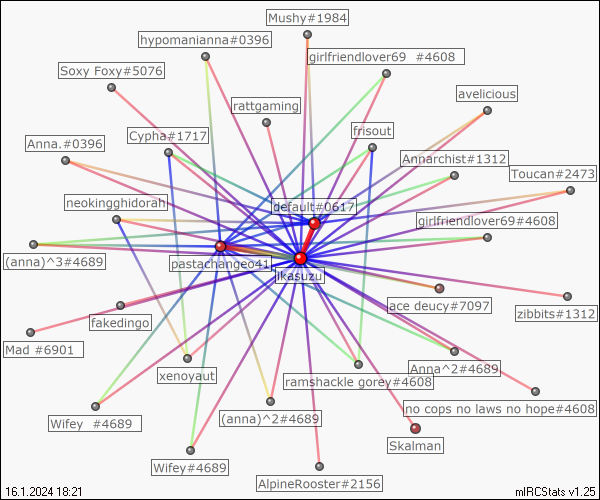 Mushy#1984
hypomanianna#0396
girlfriendlover69 #4608
Soxy Foxy#5076
avelicious
rattgaming
frisout
Cypha#1717
Anna.#0396
Annarchist#1312
Toucan#2473
neokingghidorah
default#0617
girlfriendlover69#4608
(anna)^3#4689
pastachangeo41
ikasuzu
ace deucy#7097
zibbits#1312
fakedingo
Mad #6901
xenoyaut
Anna^2#4689
ramshackle gorey#4608
no cops no laws no hope#4608
Wifey #4689
(anna)^2#4689
Skalman
Wifey#4689
AlpineRooster#2156
16.1.2024 18:21
mIRCStats v1.25